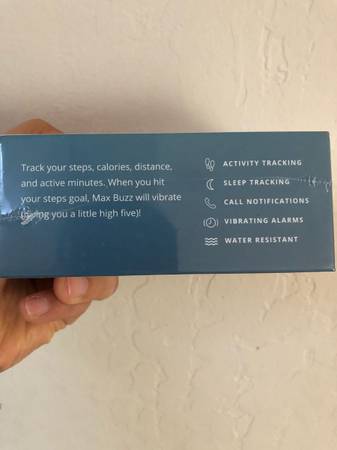 Track your steps, calories, distance,
and active minutes. When you hit
your steps goal, Max Buzz will vibrate
(giving you a little high five)!
ACTIVITY TRACKING
SLEEP TRACKING
CALL NOTIFICATIONS
VIBRATING ALARMS
WATER RESISTANT